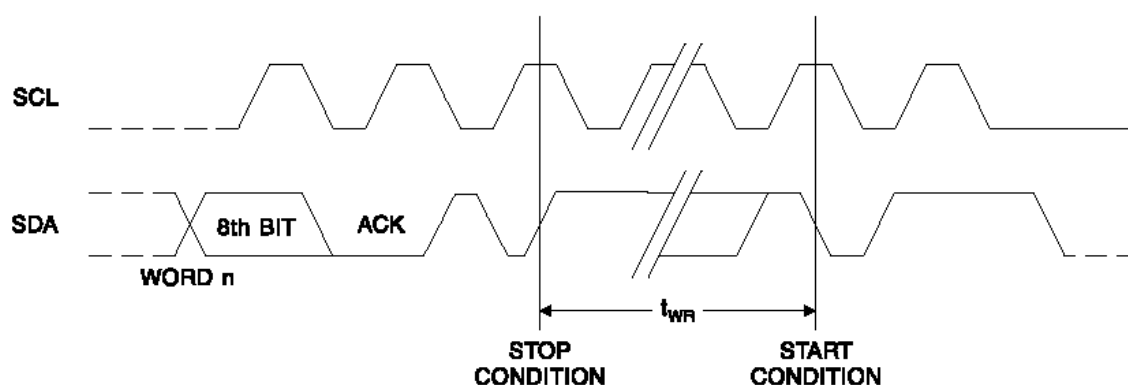 SCL
SDA
8th BIT
ACK
WORD n
tWR
STOP
CONDITION
START
CONDITION